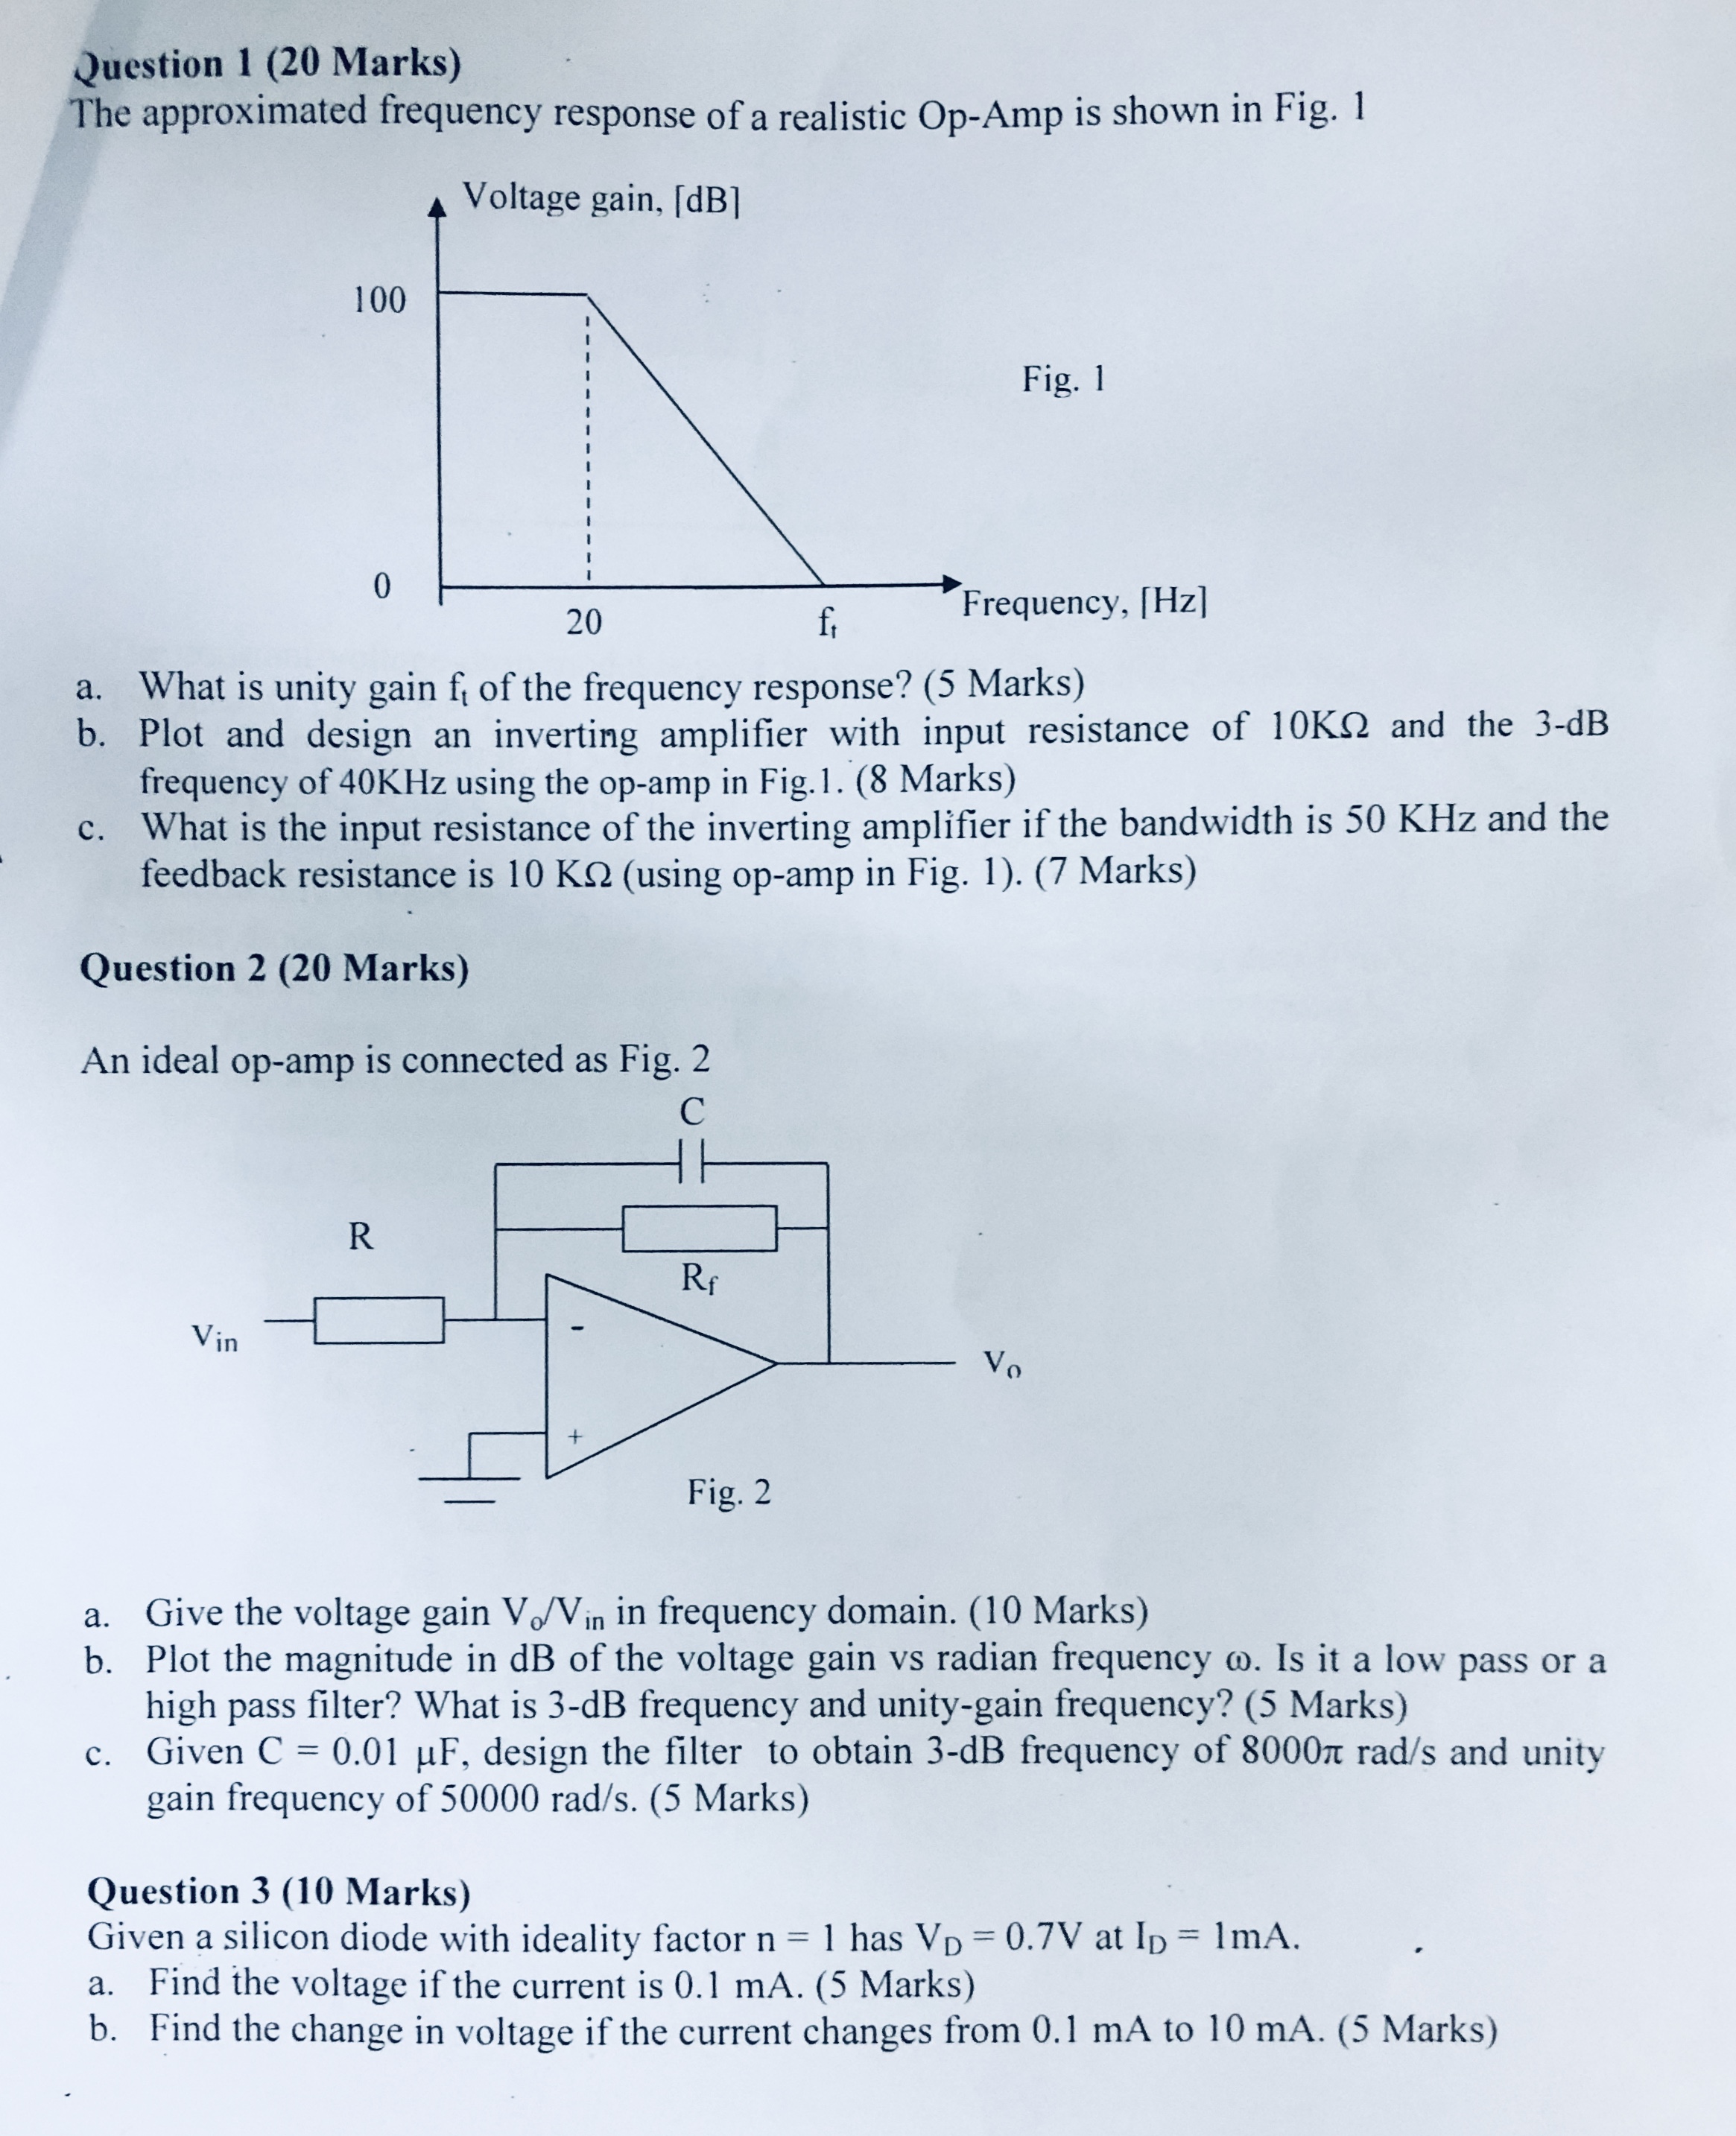 Question 1 (20 Marks)
The approximated frequency response of a realistic Op-Amp is shown in Fig. 1
Voltage gain, [dB]
100
Fig. 1
0
Frequency, [Hz]
20
fₜ
a. What is unity gain fₜ of the frequency response? (5 Marks)
b. Plot and design an inverting amplifier with input resistance of 10KΩ and the 3-dB
frequency of 40KHz using the op-amp in Fig.1. (8 Marks)
c. What is the input resistance of the inverting amplifier if the bandwidth is 50 KHz and the
feedback resistance is 10 KΩ (using op-amp in Fig. 1). (7 Marks)
Question 2 (20 Marks)
An ideal op-amp is connected as Fig. 2
C
R
Rf
Vin
-
Vo
+
Fig. 2
a. Give the voltage gain Vo/Vin in frequency domain. (10 Marks)
b. Plot the magnitude in dB of the voltage gain vs radian frequency ω. Is it a low pass or a
high pass filter? What is 3-dB frequency and unity-gain frequency? (5 Marks)
c. Given C = 0.01 μF, design the filter to obtain 3-dB frequency of 8000π rad/s and unity
gain frequency of 50000 rad/s. (5 Marks)
Question 3 (10 Marks)
Given a silicon diode with ideality factor n = 1 has VD = 0.7V at ID = 1mA.
a. Find the voltage if the current is 0.1 mA. (5 Marks)
b. Find the change in voltage if the current changes from 0.1 mA to 10 mA. (5 Marks)